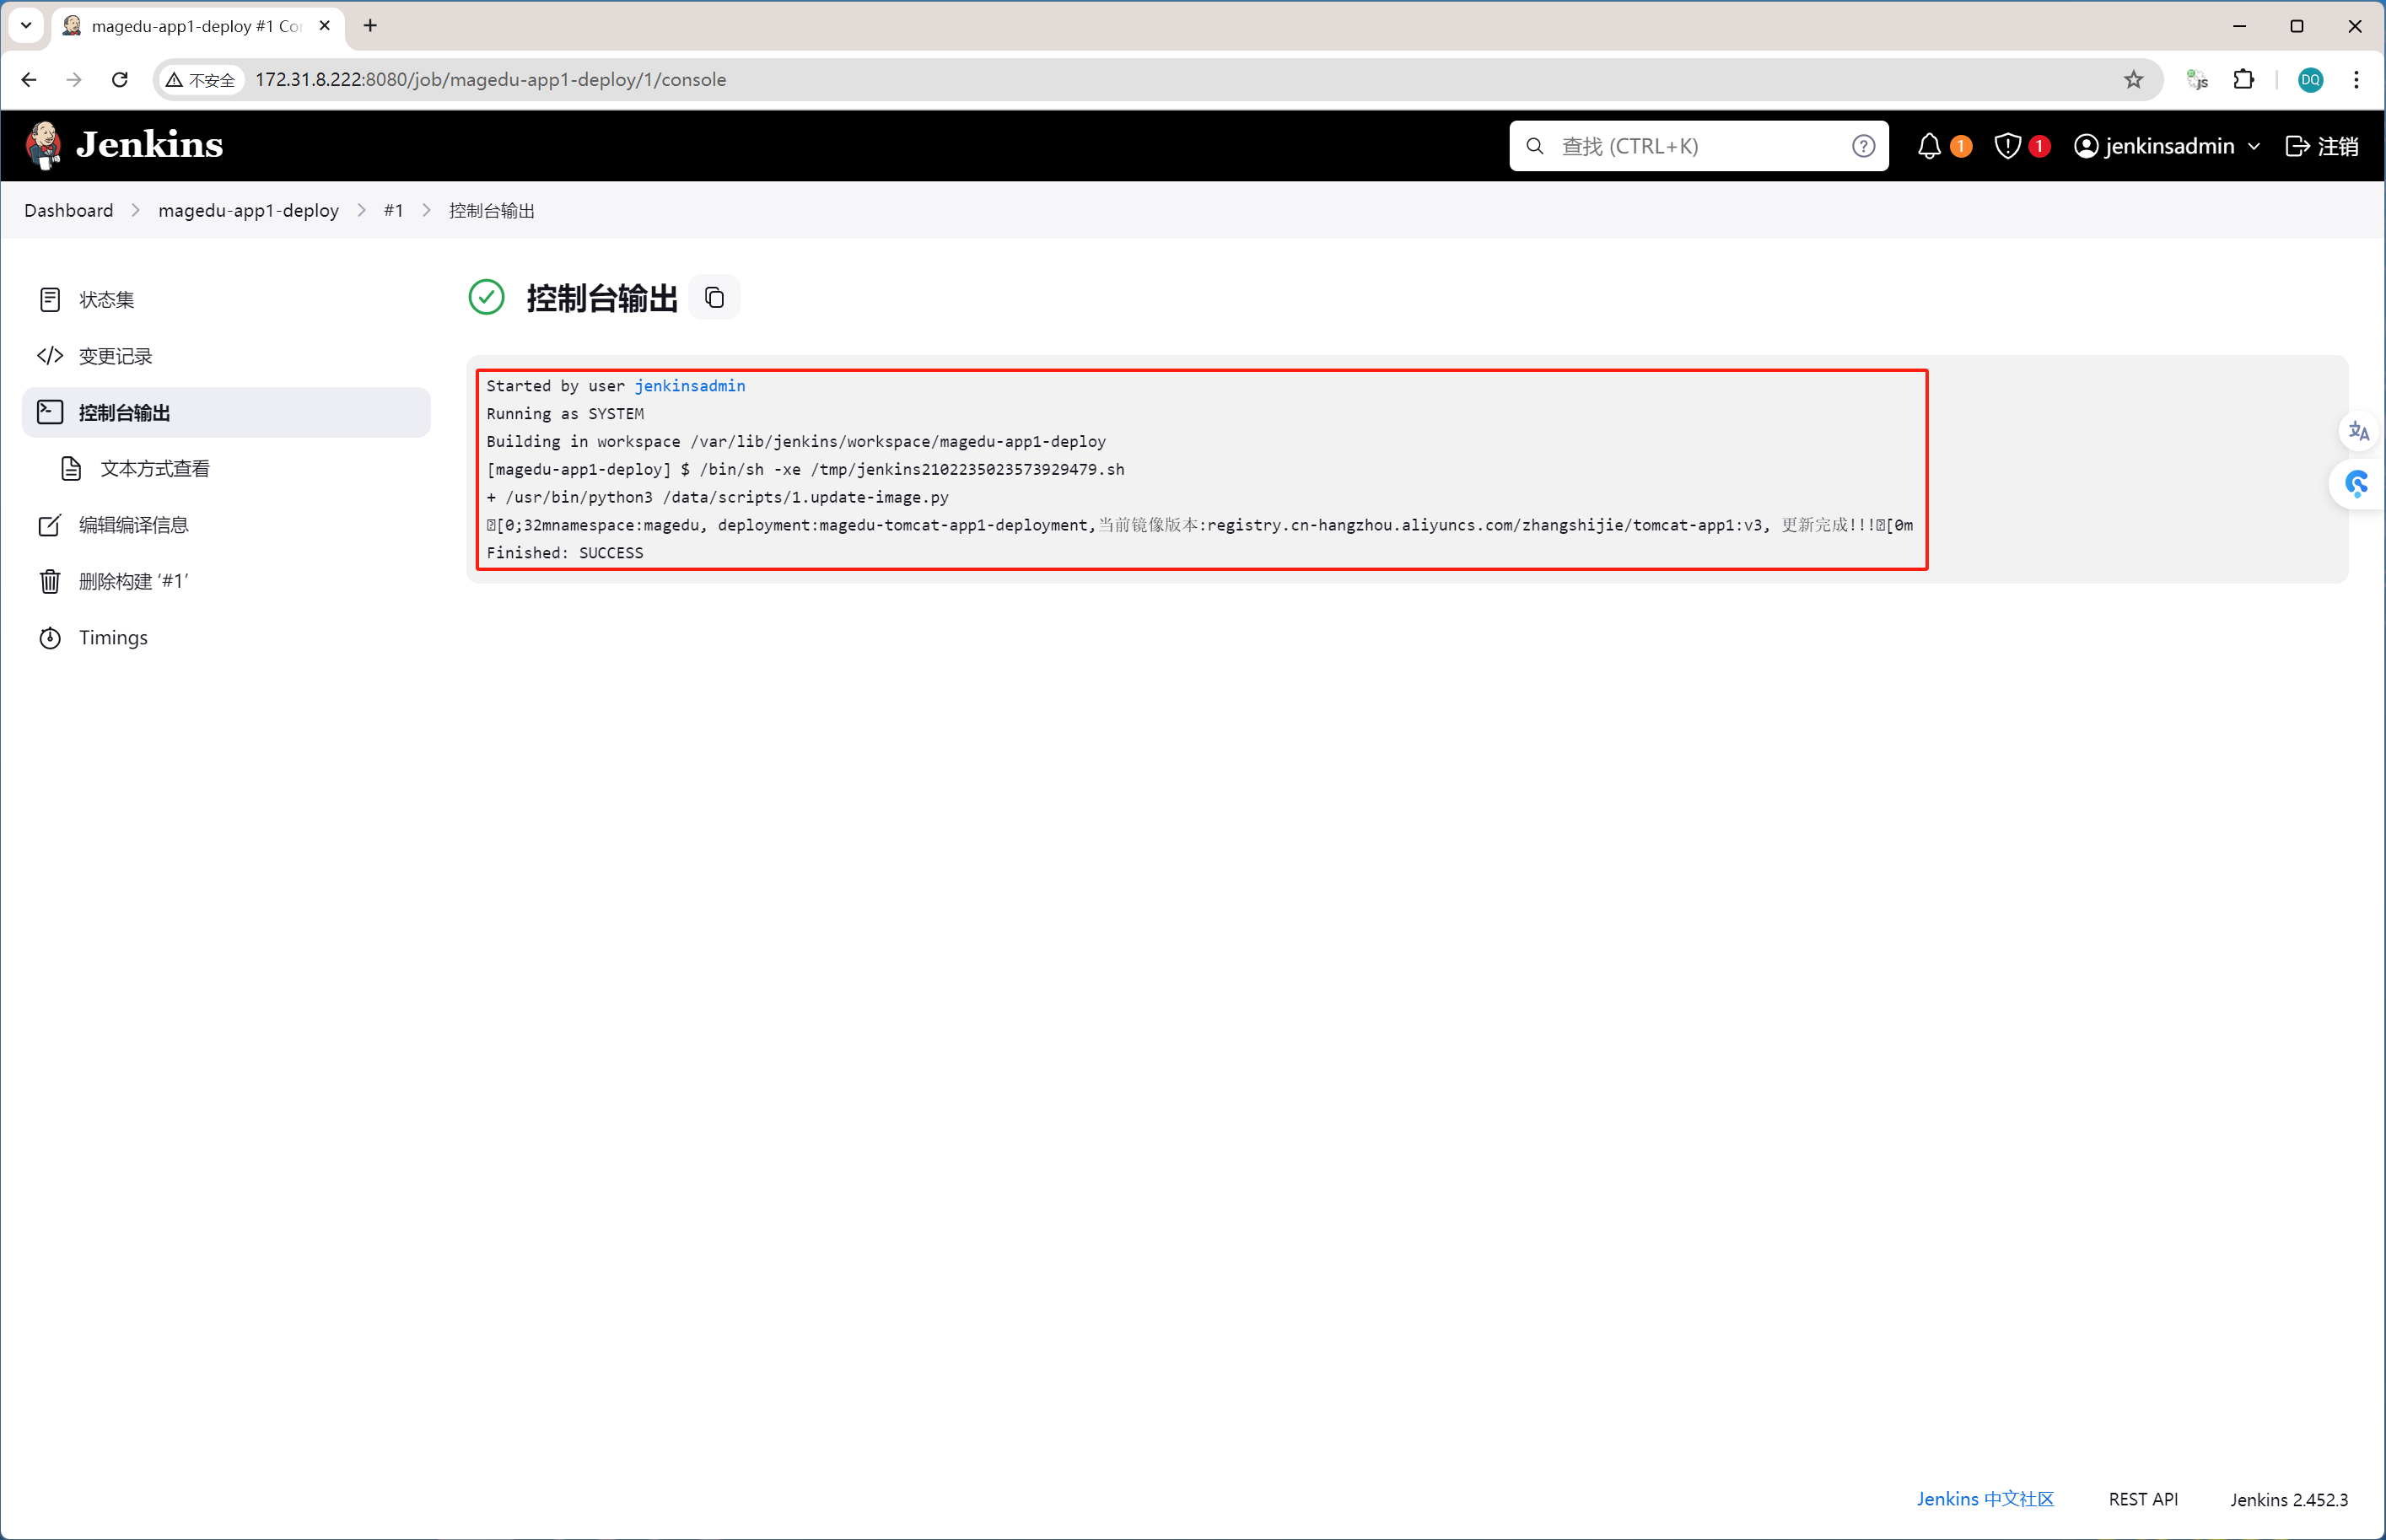 magedu-app1-deploy #1 Co
不安全
172.31.8.222:8080/job/magedu-app1-deploy/1/console
JS
DQ
Jenkins
查找 (CTRL+K)
1
1
jenkinsadmin
注销
Dashboard
magedu-app1-deploy
#1
控制台输出
状态集
变更记录
控制台输出
文本方式查看
编辑编译信息
删除构建 ‘#1’
Timings
控制台输出
Started by user jenkinsadmin
Running as SYSTEM
Building in workspace /var/lib/jenkins/workspace/magedu-app1-deploy
[magedu-app1-deploy] $ /bin/sh -xe /tmp/jenkins2102235023573929479.sh
+ /usr/bin/python3 /data/scripts/1.update-image.py
[0;32mnamespace:magedu, deployment:magedu-tomcat-app1-deployment,当前镜像版本:registry.cn-hangzhou.aliyuncs.com/zhangshijie/tomcat-app1:v3, 更新完成!!![0m
Finished: SUCCESS
文A
Jenkins 中文社区
REST API
Jenkins 2.452.3